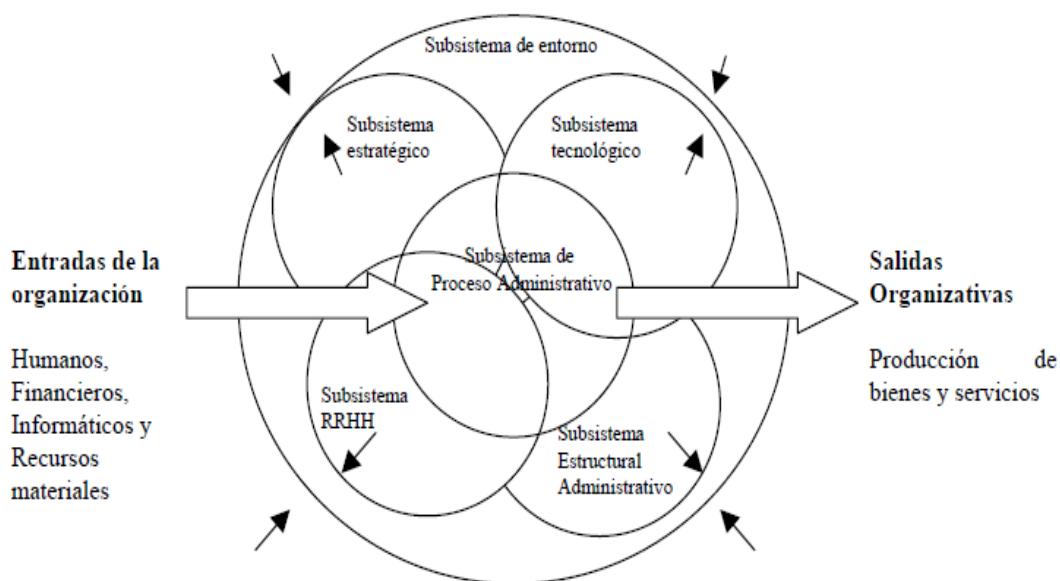 Subsistema de entorno
Subsistema
estratégico
Subsistema
tecnológico
Entradas de la
organización
Humanos,
Financieros,
Informáticos y
Recursos
materiales
Subsistema de
Proceso Administrativo
Subsistema
RRHH
Subsistema
Estructural
Administrativo
Salidas
Organizativas
Producción de
bienes y servicios